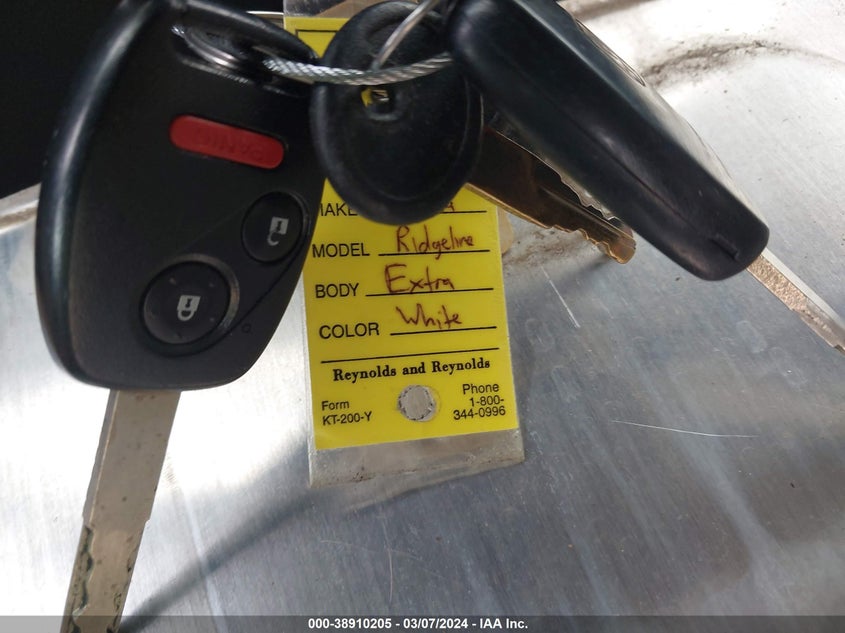 PANIC
MAKE
MODEL Ridgeline
BODY Extra
COLOR White
Reynolds and Reynolds
Form
KT-200-Y
Phone
1-800-
344-0996
000-38910205 - 03/07/2024 - IAA Inc.